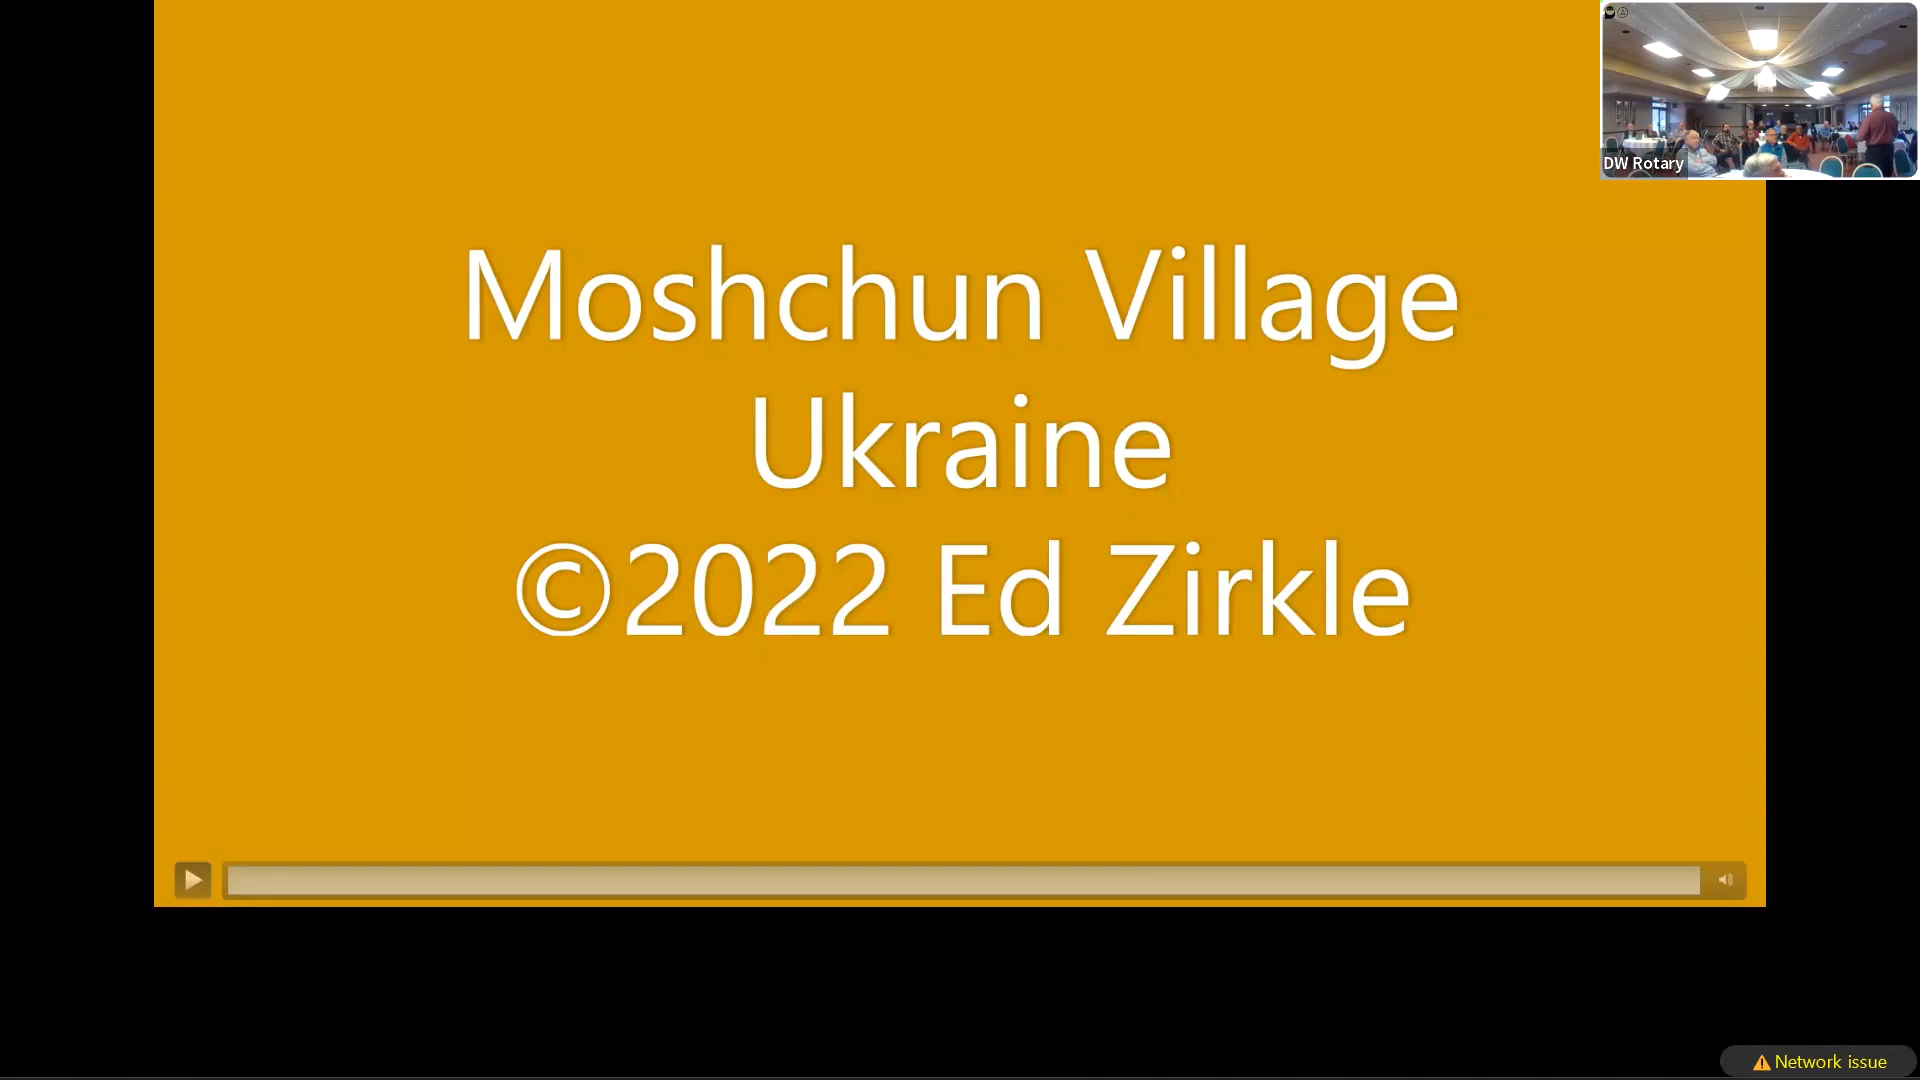 DW Rotary
Moshchun Village
Ukraine
©2022 Ed Zirkle
Network issue